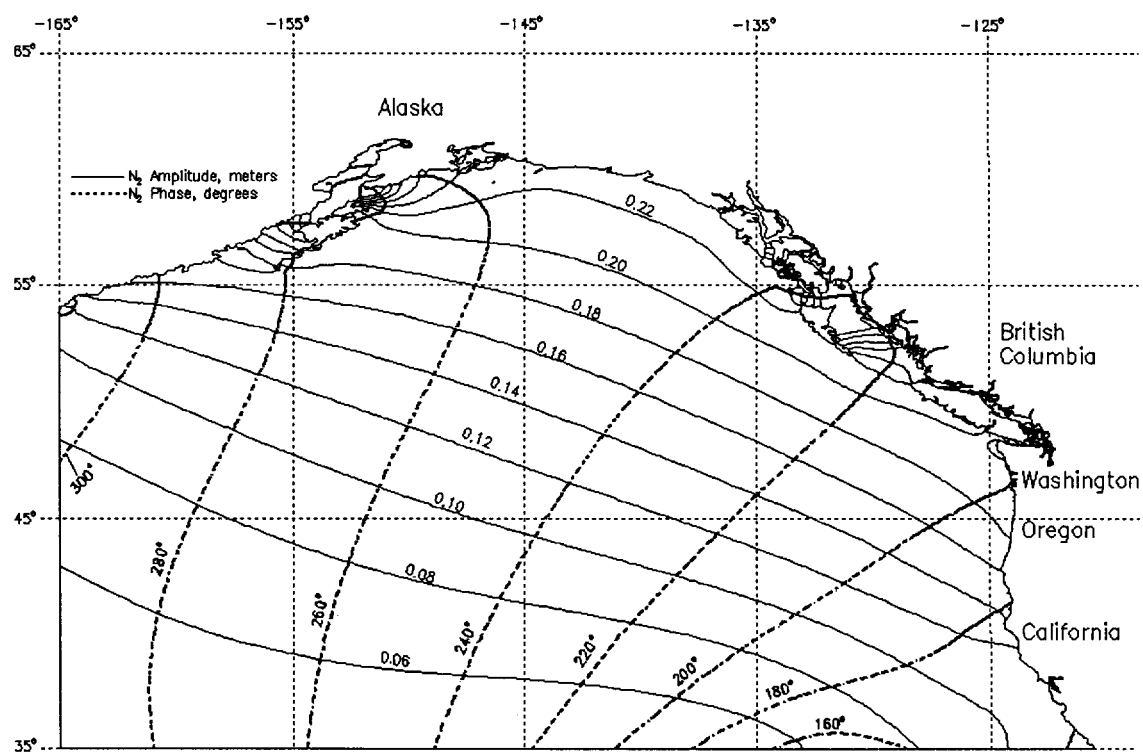 -165° -155° -145° -135° -125°
65°
Alaska
N₂ Amplitude, meters
N₂ Phase, degrees
0.22
0.20
55°
0.18
British
Columbia
0.16
0.14
0.12
300°
Washington
0.10
45°
Oregon
280°
0.08
260°
240°
220°
200°
California
0.06
180°
160°
35°